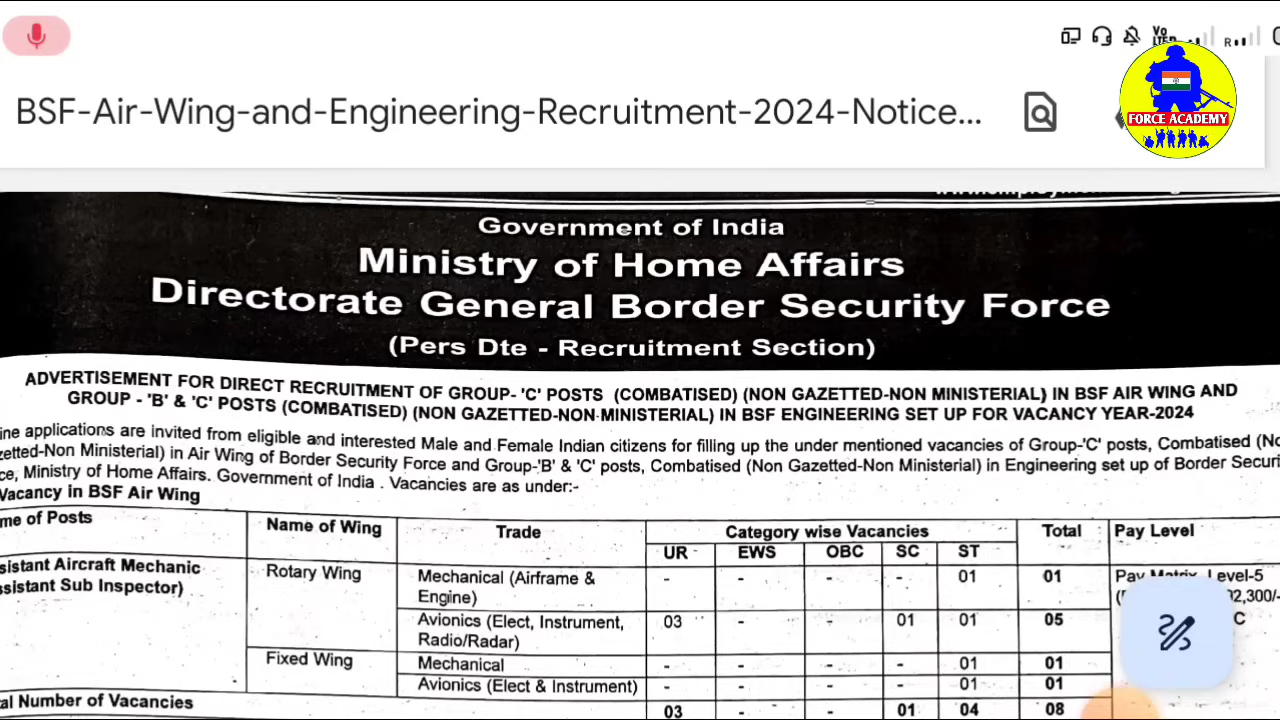 Vo
LTE
R
BSF-Air-Wing-and-Engineering-Recruitment-2024-Notice...
FORCE ACADEMY
Government of India
Ministry of Home Affairs
Directorate General Border Security Force
(Pers Dte - Recruitment Section)
ADVERTISEMENT FOR DIRECT RECRUITMENT OF GROUP- 'C' POSTS (COMBATISED) (NON GAZETTED-NON MINISTERIAL) IN BSF AIR WING AND
GROUP - 'B' & 'C' POSTS (COMBATISED) (NON GAZETTED-NON-MINISTERIAL) IN BSF ENGINEERING SET UP FOR VACANCY YEAR-2024
ine applications are invited from eligible and interested Male and Female Indian citizens for filling up the under mentioned vacancies of Group-'C' posts, Combatised (No
zetted-Non Ministerial) in Air Wing of Border Security Force and Group-'B' & 'C' posts, Combatised (Non Gazetted-Non Ministerial) in Engineering set up of Border Securi
ce, Ministry of Home Affairs. Government of India . Vacancies are as under:-
Vacancy in BSF Air Wing
me of Posts Name of Wing Trade Category wise Vacancies Total Pay Level
UR EWS OBC SC ST
sistant Aircraft Mechanic Rotary Wing Mechanical (Airframe & - - - - 01 01 Pay Matrix Level-5
ssistant Sub Inspector) Engine) 92,300/-
Avionics (Elect, Instrument, 03 - - 01 01 05 C
Radio/Radar)
Fixed Wing Mechanical - - - - 01 01
Avionics (Elect & Instrument) - - - - 01 01
al Number of Vacancies 03 - - 01 04 08